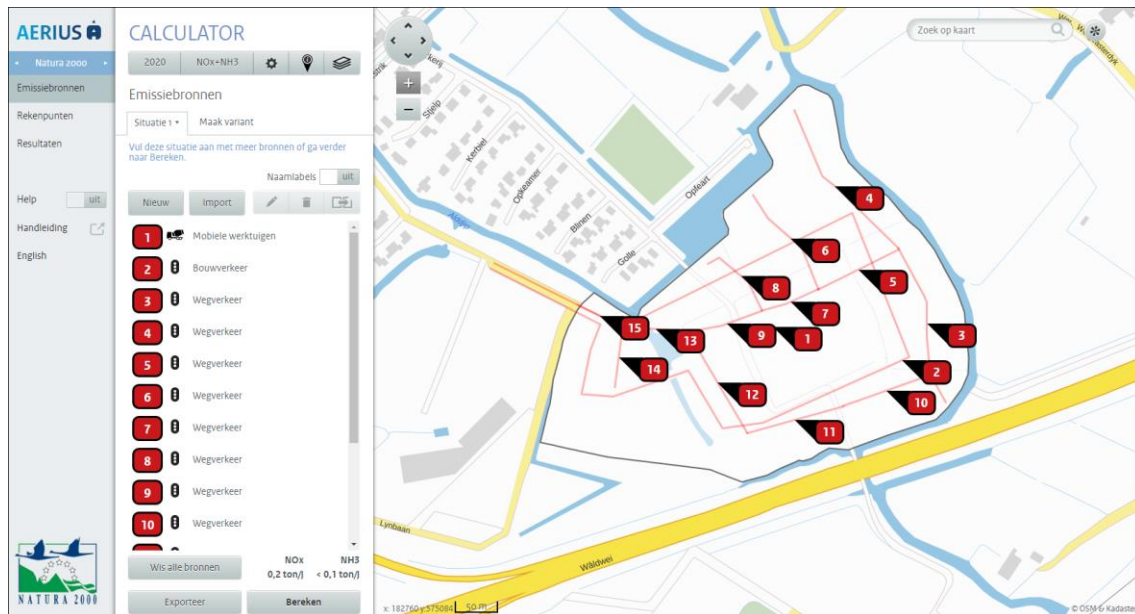 AERIUS
Natura 2000
Emissiebronnen
Rekenpunten
Resultaten
Help uit
Handleiding
English
NATURA 2000
CALCULATOR
2020 NOx+NH3
Emissiebronnen
Situatie 1 Maak variant
Vul deze situatie aan met meer bronnen of ga verder
naar Bereken.
Naamlabels uit
Nieuw Import
1 Mobiele werktuigen
2 Bouwverkeer
3 Wegverkeer
4 Wegverkeer
5 Wegverkeer
6 Wegverkeer
7 Wegverkeer
8 Wegverkeer
9 Wegverkeer
10 Wegverkeer
Wis alle bronnen
NOx NH3
0,2 ton/j < 0,1 ton/j
Exporteer Bereken
Zoek op kaart
Stjelp
Kerbiel
Opkeamer
Blinen
Golle
Opfeart
4
6
8
5
7
9
1
3
15
13
14
2
12
10
11
Lynbaan
Wâldwei
x: 182760 y:575084 50 m
© OSM & Kadaster